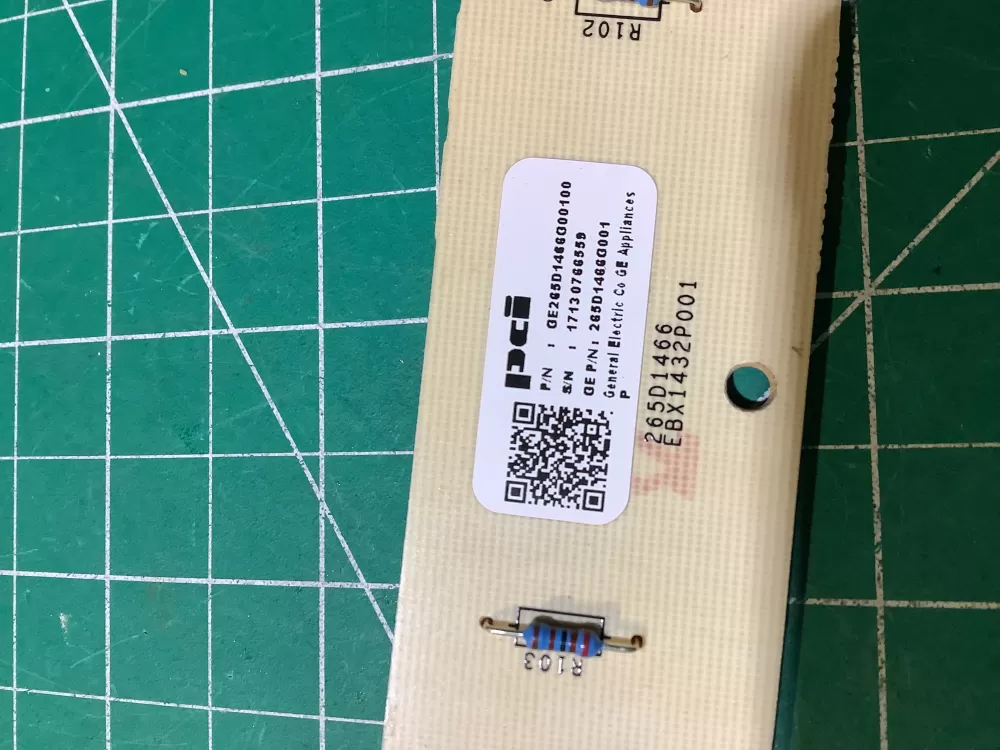 R102
pci
P/N : GE265D1466G00100
S/N : 17130766559
GE P/N: 265D1466G001
General Electric Co GE Appliances
P
265D1466
EBX1432P001
R103